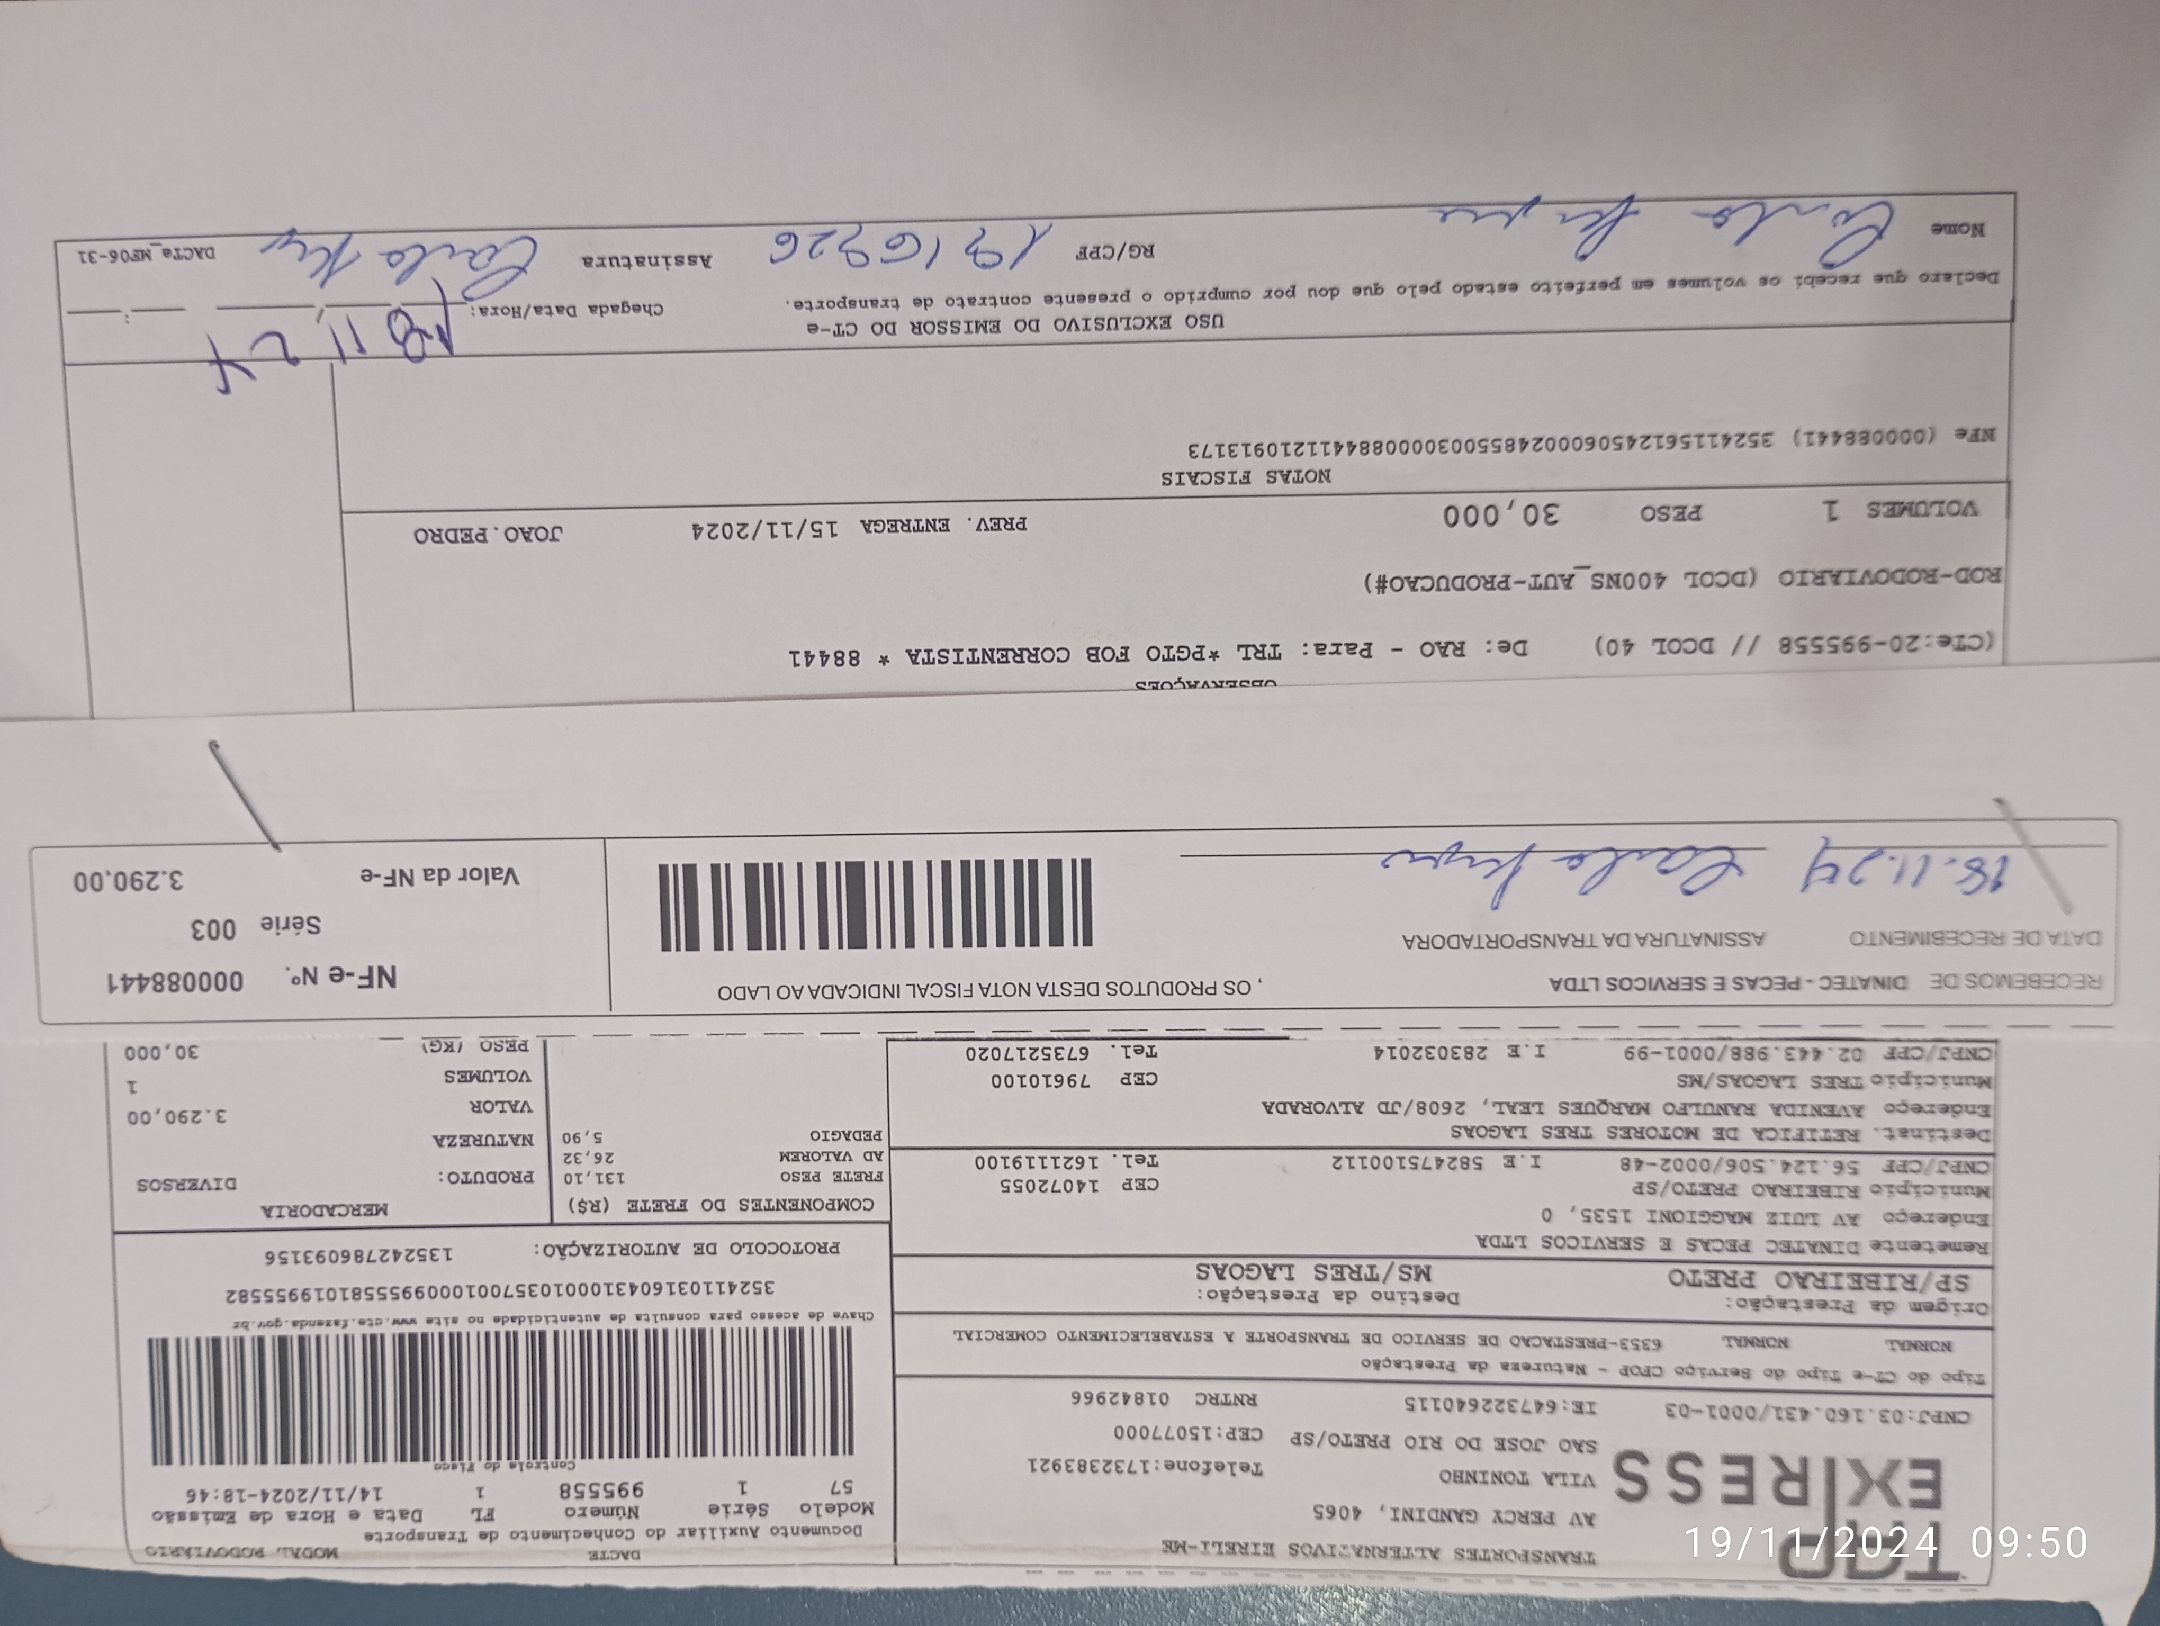 TRANSPORTES ALTERNATIVOS EIRELI-ME
AV PERCY GANDINI, 4065
VILA TONINHO Telefone:1732383921
SAO JOSE DO RIO PRETO/SP CEP:15077000
EXPRESS
CNPJ:03.160.431/0001-03 IE:647322640115 RNTRC 01842966
DACTE MODAL RODOVIÁRIO
Documento Auxiliar do Conhecimento de Transporte
Modelo Série Número FL Data e Hora de Emissão
57 1 995558 1 14/11/2024-18:46
Controle do Fisco
Chave de acesso para consulta de autenticidade no site www.cte.fazenda.gov.br
35241103160431000103570010009955581019955582
PROTOCOLO DE AUTORIZAÇÃO: 135242786093156
Tipo do CT-e Tipo do Serviço CFOP - Natureza da Prestação
NORMAL NORMAL 6353-PRESTACAO DE SERVICO DE TRANSPORTE A ESTABELECIMENTO COMERCIAL
Origem da Prestação: Destino da Prestação:
SP/RIBEIRAO PRETO MS/TRES LAGOAS
Remetente DINATEC PECAS E SERVICOS LTDA
Endereço AV LUIZ MAGGIONI 1535, 0
Município RIBEIRAO PRETO/SP CEP 14072055
CNPJ/CPF 56.124.506/0002-48 I.E 582475100112 Tel. 1621119100
Destinat. RETIFICA DE MOTORES TRES LAGOAS
Endereço AVENIDA RANULFO MARQUES LEAL, 2608/JD ALVORADA
Município TRES LAGOAS/MS CEP 79610100
CNPJ/CPF 02.443.988/0001-99 I.E 283032014 Tel. 6735217020
COMPONENTES DO FRETE (R$)
FRETE PESO 131,10
AD VALOREM 26,32
PEDAGIO 5,90
MERCADORIA
PRODUTO: DIVERSOS
NATUREZA
VALOR 3.290,00
VOLUMES 1
PESO (KG) 30,000
RECEBEMOS DE DINATEC - PECAS E SERVICOS LTDA , OS PRODUTOS DESTA NOTA FISCAL INDICADA AO LADO
DATA DE RECEBIMENTO ASSINATURA DA TRANSPORTADORA
18.11.24
NF-e Nº. 000088441
Série 003
Valor da NF-e 3.290,00
OBSERVAÇÕES
(CTe:20-995558 // DCOL 40) De: RAO - Para: TRL *PGTO FOB CORRENTISTA * 88441
ROD-RODOVIARIO (DCOL 400NS_AUT-PRODUCAO#)
VOLUMES 1 PESO 30,000 PREV. ENTREGA 15/11/2024 JOAO.PEDRO
NOTAS FISCAIS
NFe (000088441) 35241156124506000248550030000884411210913173
USO EXCLUSIVO DO EMISSOR DO CT-e
Declaro que recebi os volumes em perfeito estado pelo que dou por cumprido o presente contrato de transporte.
Chegada Data/Hora: 18 11 24
Nome RG/CPF 1916926 Assinatura DACTe_MF06-31
19/11/2024 09:50